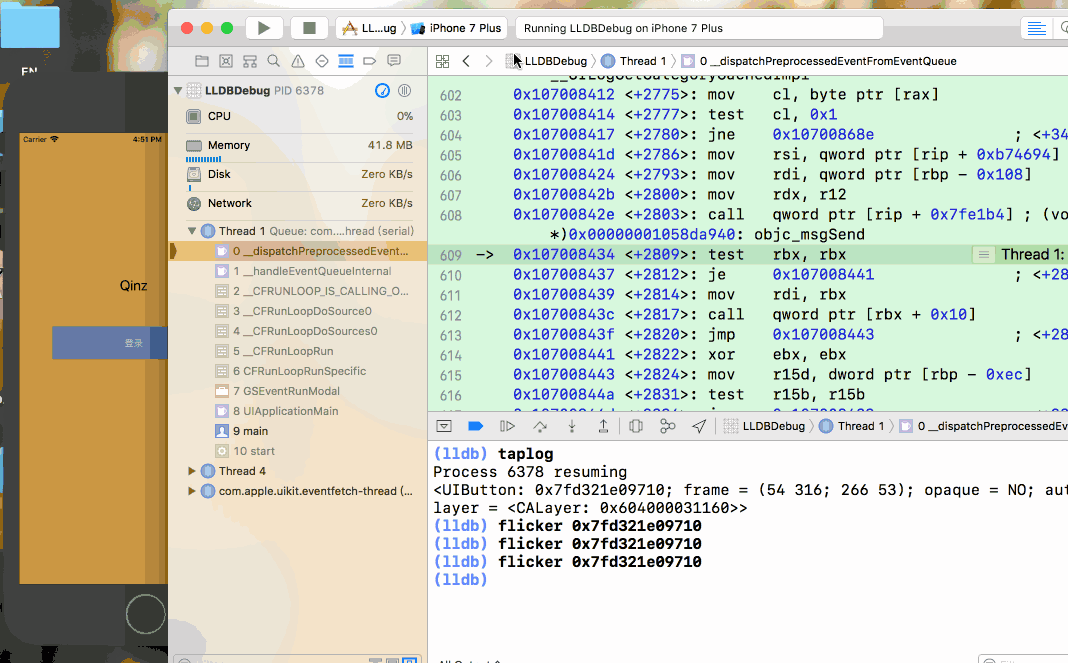 EN
Carrier
4:51 PM
Qinz
登录
LL...ug
iPhone 7 Plus
Running LLDBDebug on iPhone 7 Plus
LLDBDebug PID 6378
CPU 0%
Memory 41.8 MB
Disk Zero KB/s
Network Zero KB/s
Thread 1 Queue: com....hread (serial)
0 __dispatchPreprocessedEvent...
1 __handleEventQueueInternal
2 __CFRUNLOOP_IS_CALLING_O...
3 __CFRunLoopDoSource0
4 __CFRunLoopDoSources0
5 __CFRunLoopRun
6 CFRunLoopRunSpecific
7 GSEventRunModal
8 UIApplicationMain
9 main
10 start
Thread 4
com.apple.uikit.eventfetch-thread (...
LLDBDebug Thread 1 0 __dispatchPreprocessedEventFromEventQueue
602 0x107008412 <+2775>: mov cl, byte ptr [rax]
603 0x107008414 <+2777>: test cl, 0x1
604 0x107008417 <+2780>: jne 0x10700868e ; <+34
605 0x10700841d <+2786>: mov rsi, qword ptr [rip + 0xb74694]
606 0x107008424 <+2793>: mov rdi, qword ptr [rbp - 0x108]
607 0x10700842b <+2800>: mov rdx, r12
608 0x10700842e <+2803>: call qword ptr [rip + 0x7fe1b4] ; (vo
*)0x00000001058da940: objc_msgSend
609 -> 0x107008434 <+2809>: test rbx, rbx Thread 1:
610 0x107008437 <+2812>: je 0x107008441 ; <+28
611 0x107008439 <+2814>: mov rdi, rbx
612 0x10700843c <+2817>: call qword ptr [rbx + 0x10]
613 0x10700843f <+2820>: jmp 0x107008443 ; <+28
614 0x107008441 <+2822>: xor ebx, ebx
615 0x107008443 <+2824>: mov r15d, dword ptr [rbp - 0xec]
616 0x10700844a <+2831>: test r15b, r15b
LLDBDebug Thread 1 0 __dispatchPreprocessedEv
(lldb) taplog
Process 6378 resuming
<UIButton: 0x7fd321e09710; frame = (54 316; 266 53); opaque = NO; aut
layer = <CALayer: 0x604000031160>>
(lldb) flicker 0x7fd321e09710
(lldb) flicker 0x7fd321e09710
(lldb) flicker 0x7fd321e09710
(lldb)